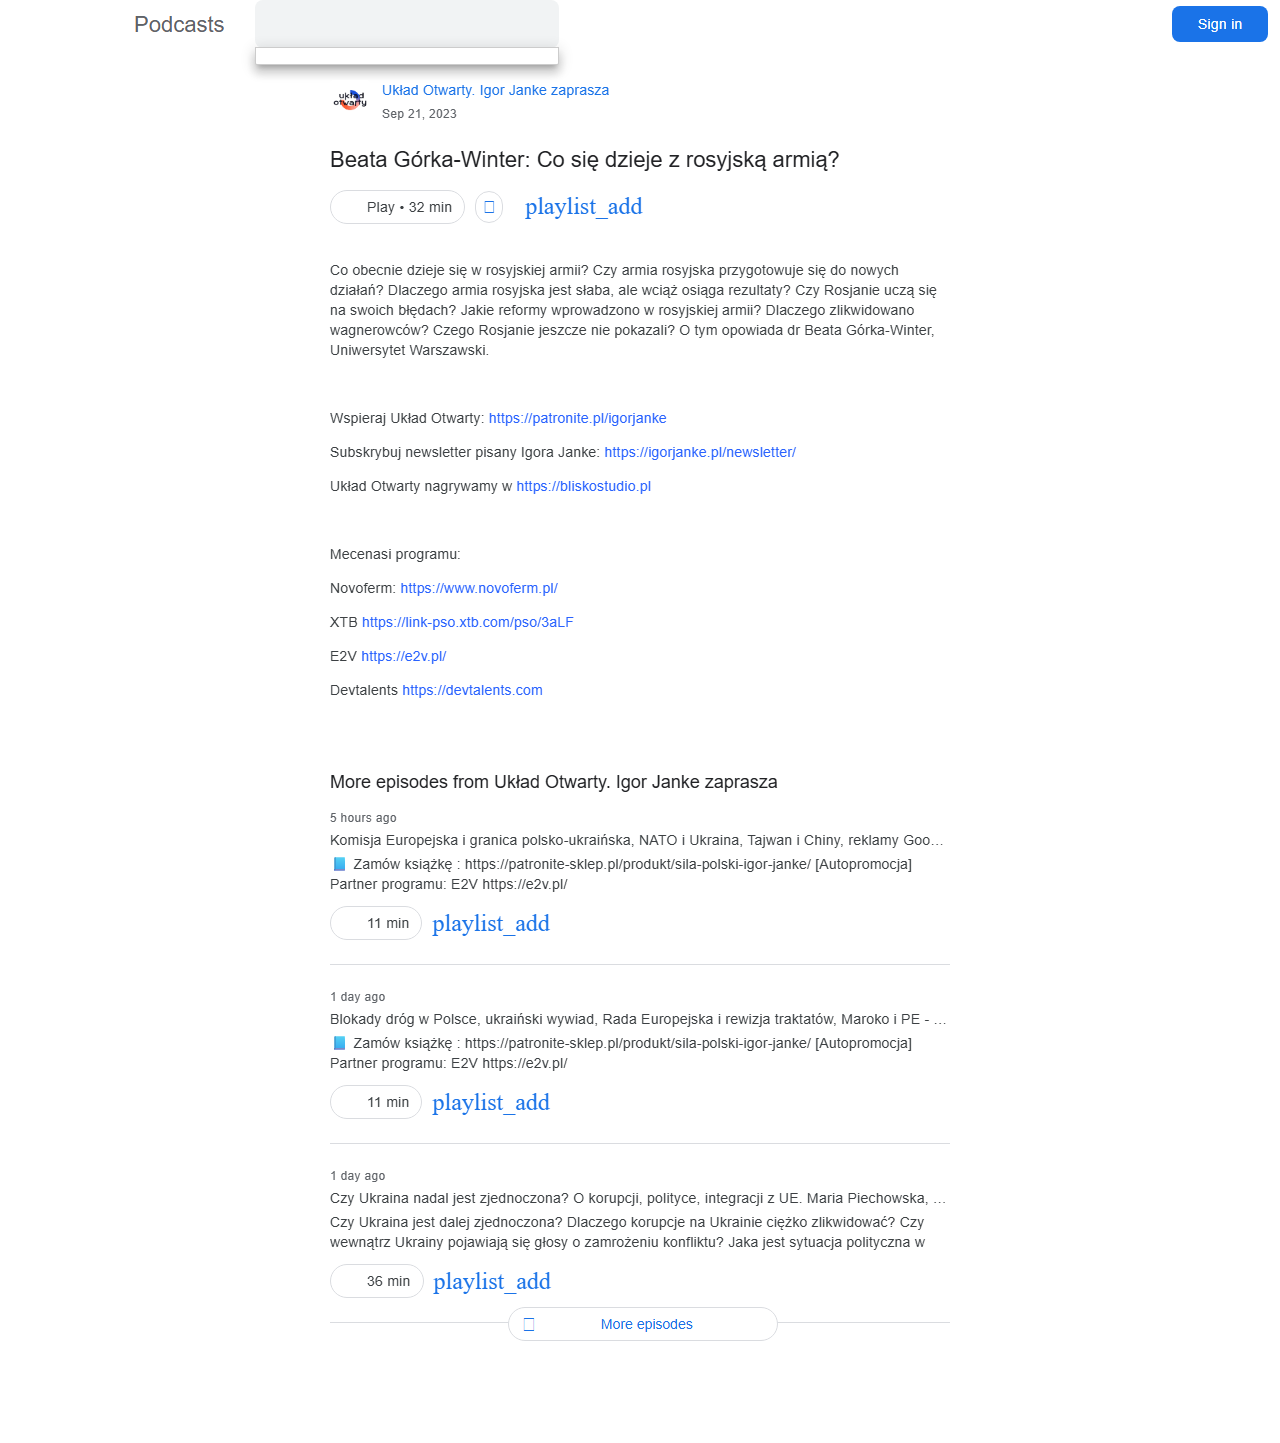 Podcasts
Sign in
układ
otwarty
Układ Otwarty. Igor Janke zaprasza
Sep 21, 2023
Beata Górka-Winter: Co się dzieje z rosyjską armią?
Play • 32 min
playlist_add
Co obecnie dzieje się w rosyjskiej armii? Czy armia rosyjska przygotowuje się do nowych
działań? Dlaczego armia rosyjska jest słaba, ale wciąż osiąga rezultaty? Czy Rosjanie uczą się
na swoich błędach? Jakie reformy wprowadzono w rosyjskiej armii? Dlaczego zlikwidowano
wagnerowców? Czego Rosjanie jeszcze nie pokazali? O tym opowiada dr Beata Górka-Winter,
Uniwersytet Warszawski.
Wspieraj Układ Otwarty: https://patronite.pl/igorjanke
Subskrybuj newsletter pisany Igora Janke: https://igorjanke.pl/newsletter/
Układ Otwarty nagrywamy w https://bliskostudio.pl
Mecenasi programu:
Novoferm: https://www.novoferm.pl/
XTB https://link-pso.xtb.com/pso/3aLF
E2V https://e2v.pl/
Devtalents https://devtalents.com
More episodes from Układ Otwarty. Igor Janke zaprasza
5 hours ago
Komisja Europejska i granica polsko-ukraińska, NATO i Ukraina, Tajwan i Chiny, reklamy Goo…
📘 Zamów książkę : https://patronite-sklep.pl/produkt/sila-polski-igor-janke/ [Autopromocja]
Partner programu: E2V https://e2v.pl/
11 min
playlist_add
1 day ago
Blokady dróg w Polsce, ukraiński wywiad, Rada Europejska i rewizja traktatów, Maroko i PE - …
📘 Zamów książkę : https://patronite-sklep.pl/produkt/sila-polski-igor-janke/ [Autopromocja]
Partner programu: E2V https://e2v.pl/
11 min
playlist_add
1 day ago
Czy Ukraina nadal jest zjednoczona? O korupcji, polityce, integracji z UE. Maria Piechowska, …
Czy Ukraina jest dalej zjednoczona? Dlaczego korupcje na Ukrainie ciężko zlikwidować? Czy
wewnątrz Ukrainy pojawiają się głosy o zamrożeniu konfliktu? Jaka jest sytuacja polityczna w
36 min
playlist_add
More episodes